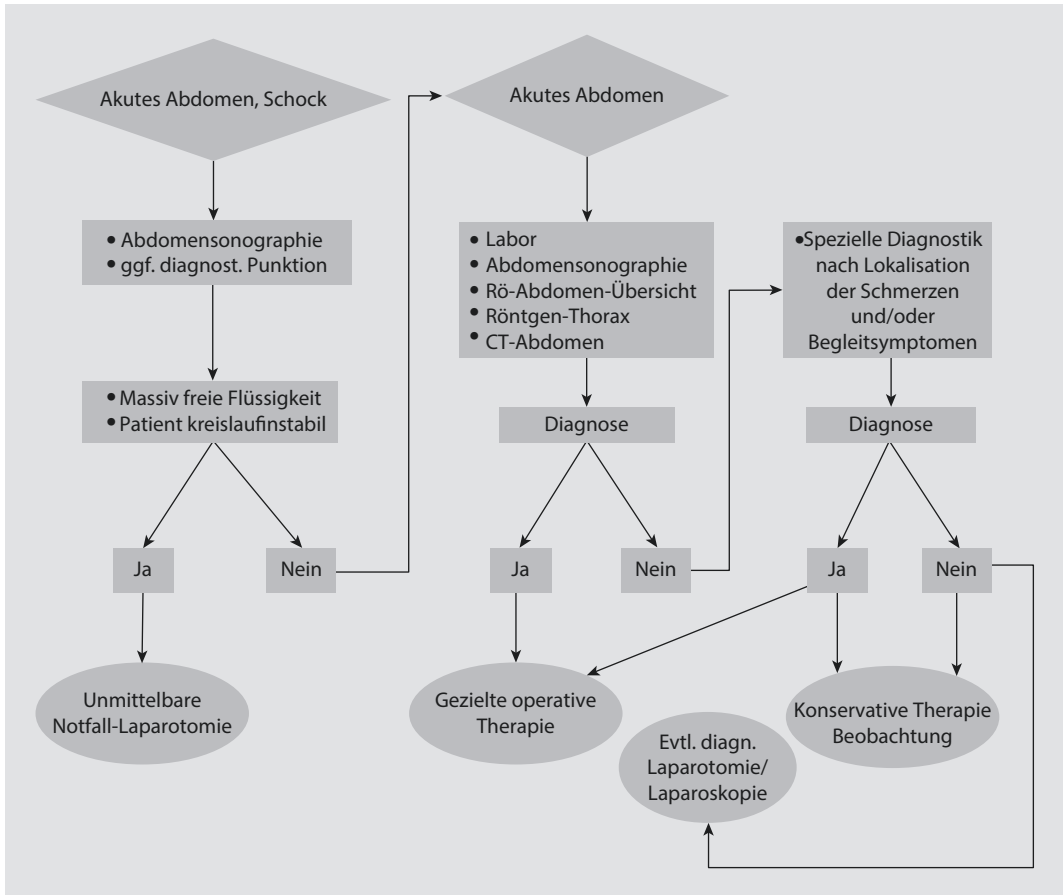 Akutes Abdomen, Schock
• Abdomensonographie
• ggf. diagnost. Punktion
• Massiv freie Flüssigkeit
• Patient kreislaufinstabil
Ja
Nein
Unmittelbare
Notfall-Laparotomie
Akutes Abdomen
• Labor
• Abdomensonographie
• Rö-Abdomen-Übersicht
• Röntgen-Thorax
• CT-Abdomen
Diagnose
Ja
Nein
Gezielte operative
Therapie
•Spezielle Diagnostik
nach Lokalisation
der Schmerzen
und/oder
Begleitsymptomen
Diagnose
Ja
Nein
Konservative Therapie
Beobachtung
Evtl. diagn.
Laparotomie/
Laparoskopie